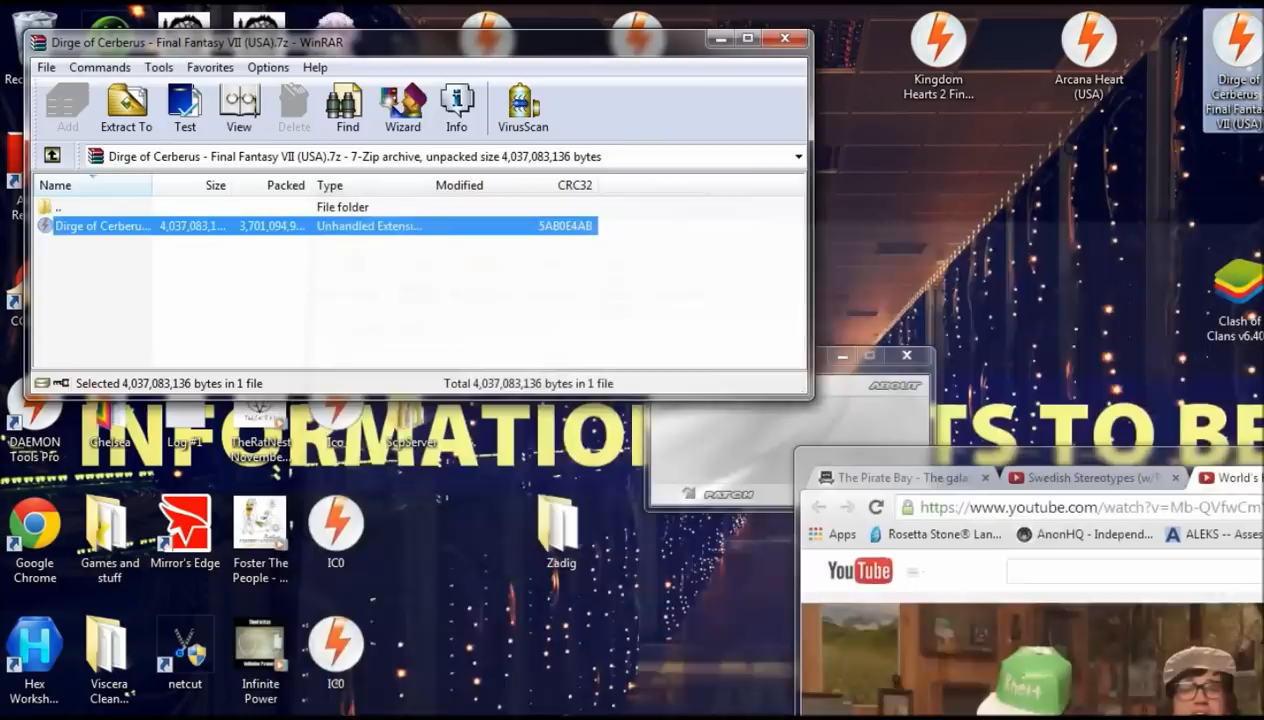 Dirge of Cerberus - Final Fantasy VII (USA).7z - WinRAR
File Commands Tools Favorites Options Help
Add Extract To Test View Delete Find Wizard Info VirusScan
Dirge of Cerberus - Final Fantasy VII (USA).7z - 7-Zip archive, unpacked size 4,037,083,136 bytes
Name Size Packed Type Modified CRC32
.. File folder
Dirge of Cerberu... 4,037,083,1... 3,701,094,9... Unhandled Extensi... 5AB0E4AB
Selected 4,037,083,136 bytes in 1 file Total 4,037,083,136 bytes in 1 file
Kingdom
Hearts 2 Fin...
Arcana Heart
(USA)
Dirge of
Cerberus -
Final Fanta
VII (USA)
Clash of
Clans v6.40
ABOUT
PATCH
INFORMATIO TS TO BE
DAEMON
Tools Pro
Chelsea
Log #1
TheRatNest
Novembe...
Ico
ScpServer
Google
Chrome
Games and
stuff
Mirror's Edge
Foster The
People - ...
IC0
Zadig
Hex
Worksh...
Viscera
Clean...
netcut
Infinite
Power
IC0
The Pirate Bay - The gala
Swedish Stereotypes (w/
World's
https://www.youtube.com/watch?v=Mb-QVfwCm
Apps Rosetta Stone® Lan... AnonHQ - Independ... ALEKS -- Asses
YouTube
Rhett